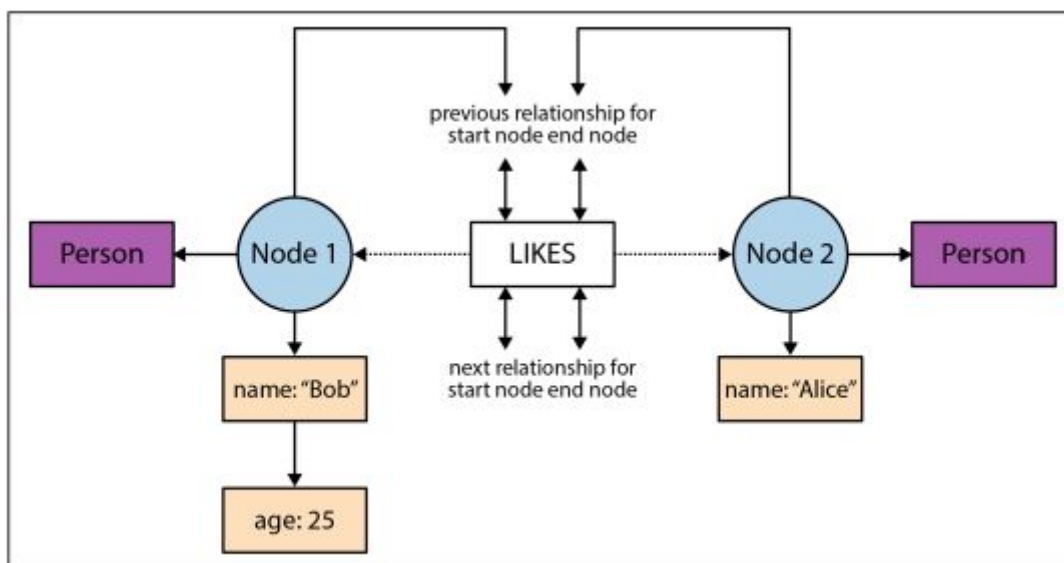 previous relationship for
start node end node
Person
Node 1
LIKES
Node 2
Person
name: “Bob”
next relationship for
start node end node
name: “Alice”
age: 25